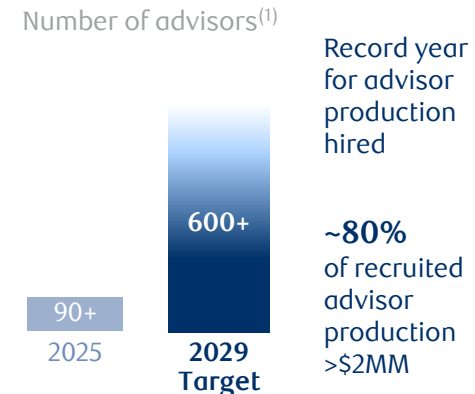 Number of advisors(1)
600+
90+
2025
2029
Target
Record year
for advisor
production
hired
~80%
of recruited
advisor
production
>$2MM